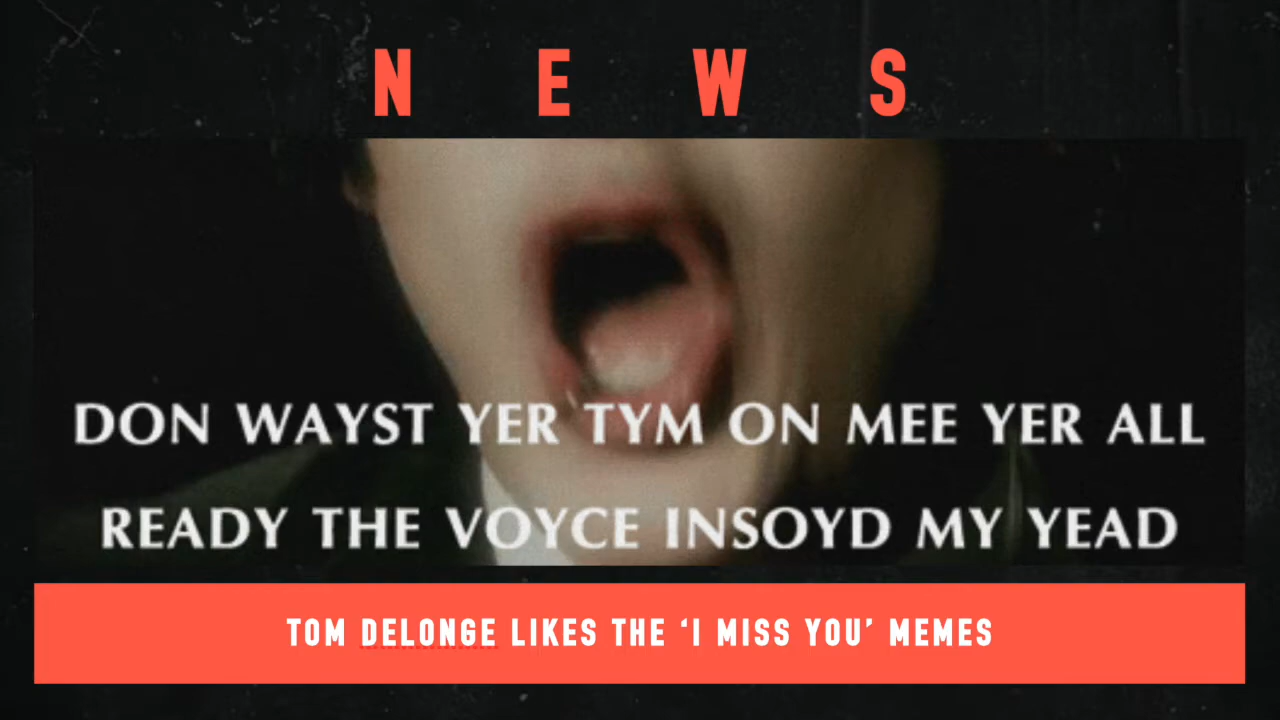 NEWS
DON WAYST YER TYM ON MEE YER ALL
READY THE VOYCE INSOYD MY YEAD
TOM DELONGE LIKES THE ‘I MISS YOU’ MEMES